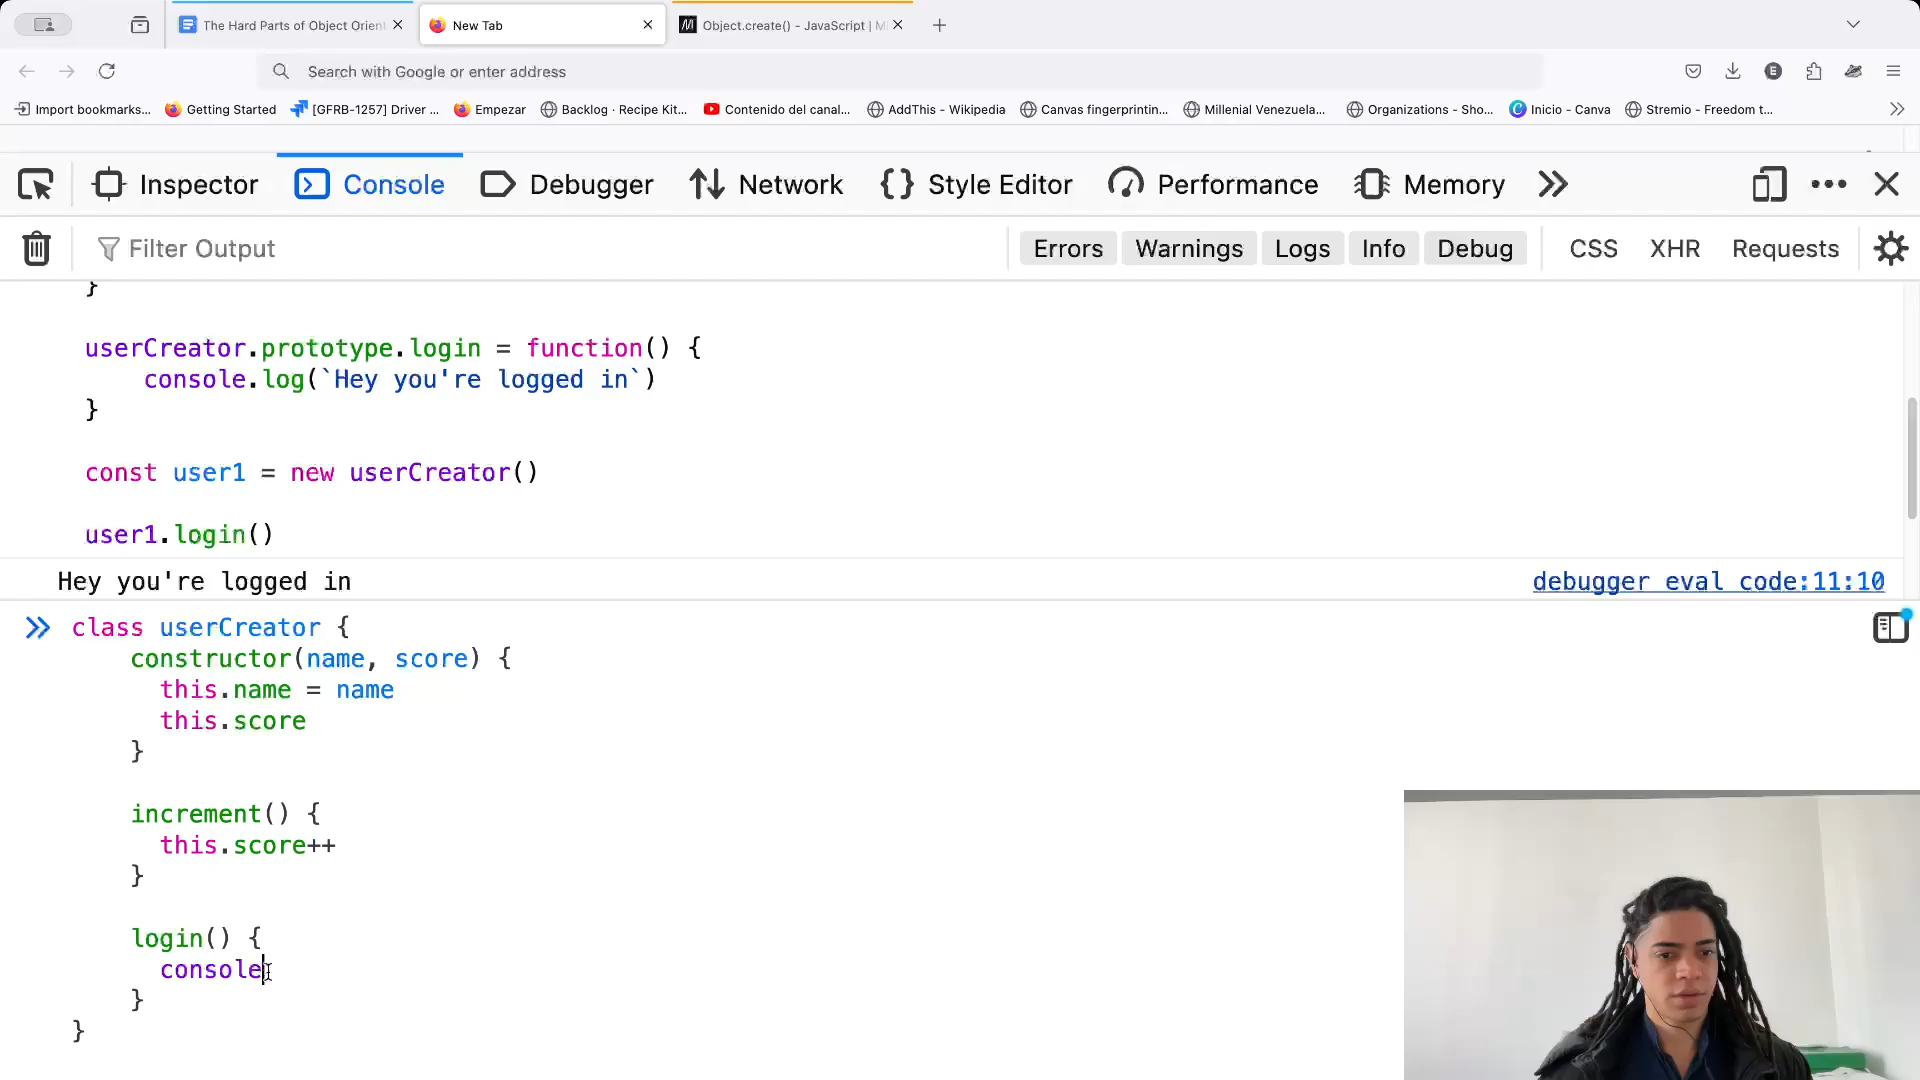 The Hard Parts of Object Orien
New Tab
Object.create() - JavaScript | M
Search with Google or enter address
Import bookmarks...
Getting Started
[GFRB-1257] Driver ...
Empezar
Backlog · Recipe Kit...
Contenido del canal...
AddThis - Wikipedia
Canvas fingerprintin...
Millenial Venezuela...
Organizations - Sho...
Inicio - Canva
Stremio - Freedom t...
Inspector
Console
Debugger
Network
Style Editor
Performance
Memory
Filter Output
Errors
Warnings
Logs
Info
Debug
CSS
XHR
Requests
}
userCreator.prototype.login = function() {
console.log(`Hey you're logged in`)
}
const user1 = new userCreator()
user1.login()
Hey you're logged in
debugger eval code:11:10
class userCreator {
constructor(name, score) {
this.name = name
this.score
}
increment() {
this.score++
}
login() {
console
}
}